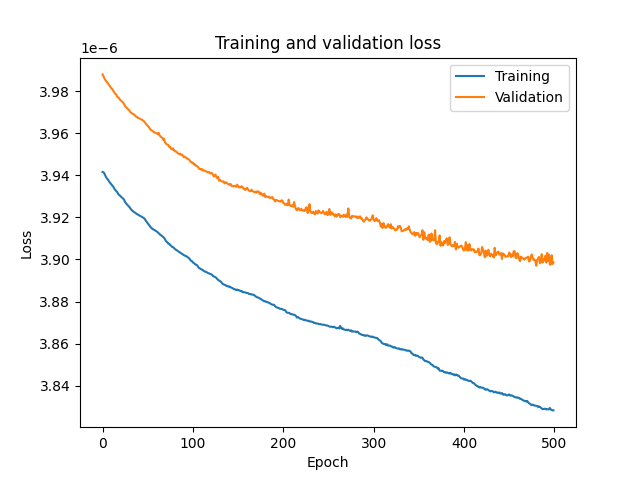 Training and validation loss
1e−6
Training
Validation
3.98
3.96
3.94
3.92
3.90
3.88
3.86
3.84
Loss
0 100 200 300 400 500
Epoch